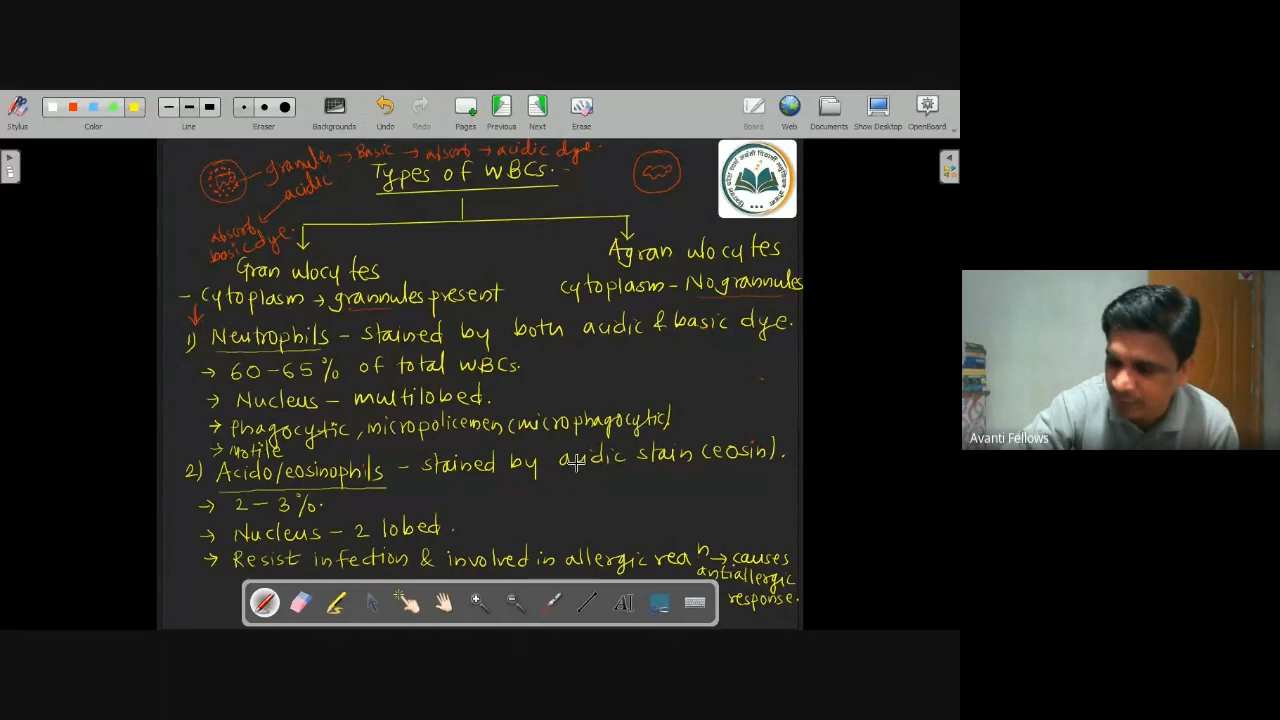 Stylus
Color
Line
Eraser
Backgrounds
Undo
Redo
Pages
Previous
Next
Erase
Board
Web
Documents
Show Desktop
OpenBoard
granules → Basic → absorb → acidic dye.
acidic
absorb
basic dye.
Types of WBCs.
Granulocytes
Agranulocytes
- Cytoplasm → grannules present
cytoplasm - No grannules
1) Neutrophils - stained by both acidic & basic dye.
→ 60-65% of total WBCs.
→ Nucleus - multilobed.
→ Phagocytic, micropolicemen (microphagocytic)
→ Motile
2) Acido/eosinophils - stained by acidic stain (eosin).
→ 2-3%.
→ Nucleus - 2 lobed.
→ Resist infection & involved in allergic rea n → causes
antiallergic
response.
Avanti Fellows